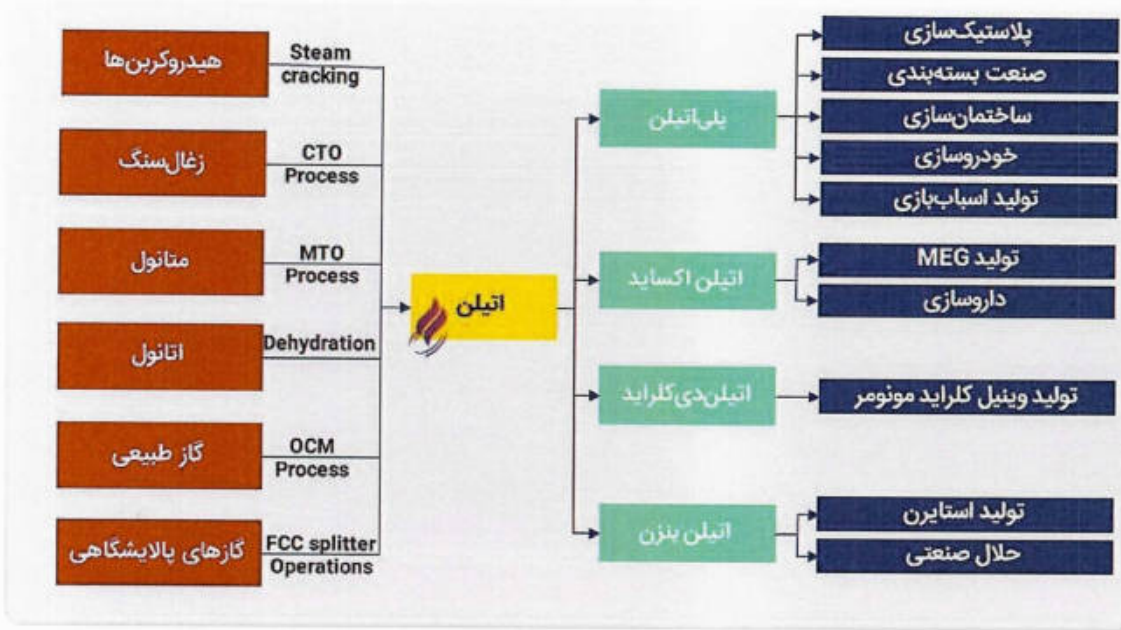 هیدروکربن‌ها
Steam
cracking
زغال‌سنگ
CTO
Process
متانول
MTO
Process
اتانول
Dehydration
گاز طبیعی
OCM
Process
گازهای پالایشگاهی
FCC splitter
Operations
اتیلن
پلی‌اتیلن
پلاستیک‌سازی
صنعت بسته‌بندی
ساختمان‌سازی
خودروسازی
تولید اسباب‌بازی
اتیلن اکساید
تولید MEG
داروسازی
اتیلن‌دی‌کلراید
تولید وینیل کلراید مونومر
اتیلن بنزن
تولید استایرن
حلال صنعتی